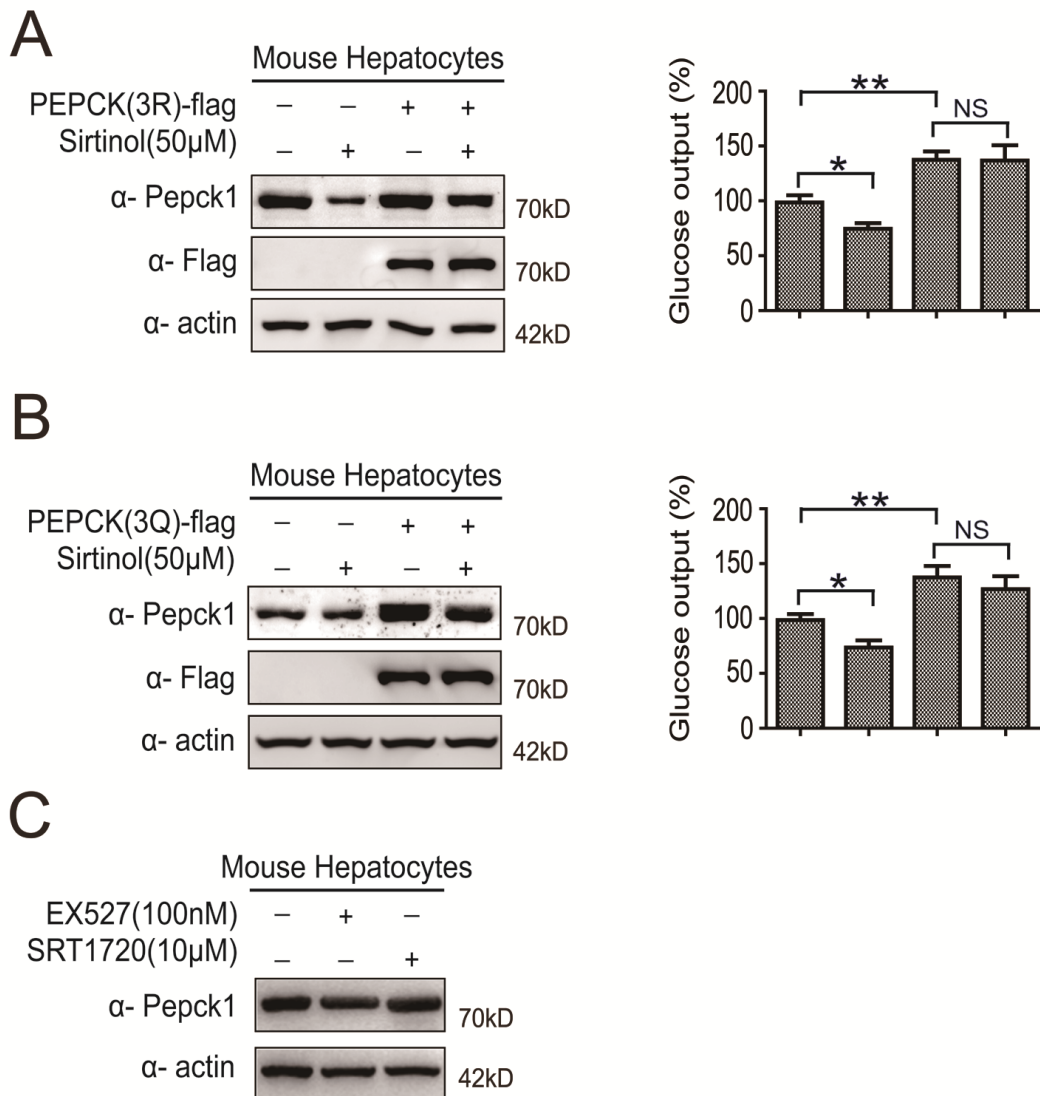 A
Mouse Hepatocytes
PEPCK(3R)-flag – – + +
Sirtinol(50μM) – + – +
α- Pepck1 70kD
α- Flag 70kD
α- actin 42kD
Glucose output (%)
200
150
100
50
0
**
NS
*
B
Mouse Hepatocytes
PEPCK(3Q)-flag – – + +
Sirtinol(50μM) – + – +
α- Pepck1 70kD
α- Flag 70kD
α- actin 42kD
Glucose output (%)
200
150
100
50
0
**
NS
*
C
Mouse Hepatocytes
EX527(100nM) – + –
SRT1720(10μM) – – +
α- Pepck1 70kD
α- actin 42kD